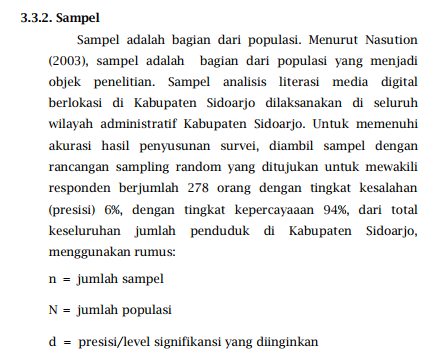 3.3.2. Sampel
Sampel adalah bagian dari populasi. Menurut Nasution
(2003), sampel adalah bagian dari populasi yang menjadi
objek penelitian. Sampel analisis literasi media digital
berlokasi di Kabupaten Sidoarjo dilaksanakan di seluruh
wilayah administratif Kabupaten Sidoarjo. Untuk memenuhi
akurasi hasil penyusunan survei, diambil sampel dengan
rancangan sampling random yang ditujukan untuk mewakili
responden berjumlah 278 orang dengan tingkat kesalahan
(presisi) 6%, dengan tingkat kepercayaaan 94%, dari total
keseluruhan jumlah penduduk di Kabupaten Sidoarjo,
menggunakan rumus:
n = jumlah sampel
N = jumlah populasi
d = presisi/level signifikansi yang diinginkan